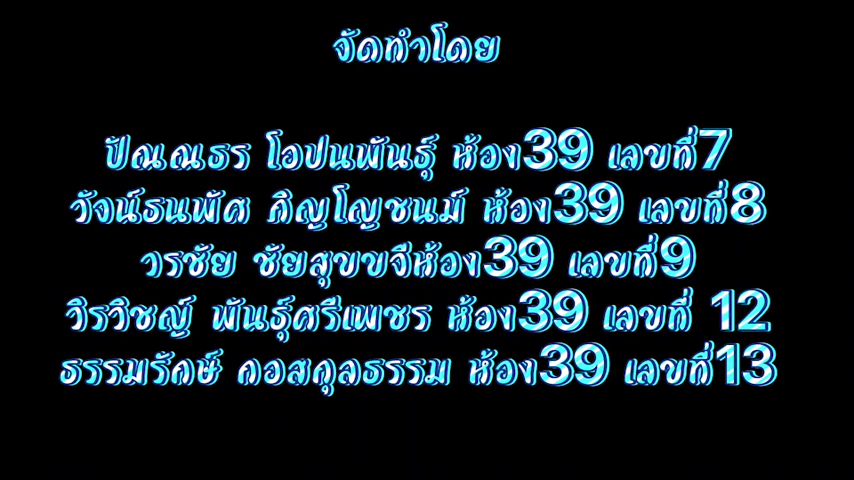 จัดทำโดย
ปัณณธร โอปนพันธุ์ ห้อง39 เลขที่7
วัจน์ธนพัศ ภิญโญชนม์ ห้อง39 เลขที่8
วรชัย ชัยสุขขจีห้อง39 เลขที่9
วิรวิชญ์ พันธุ์ศรีเพชร ห้อง39 เลขที่ 12
ธรรมรักษ์ คอสกุลธรรม ห้อง39 เลขที่13